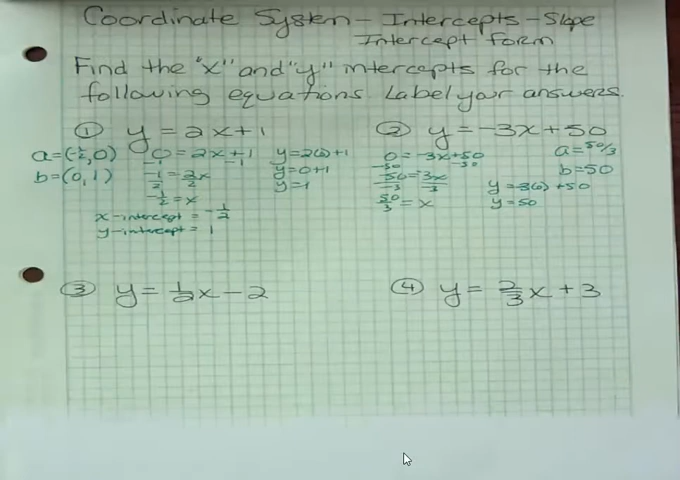 Coordinate System - Intercepts - Slope
Intercept form
Find the "x" and "y" intercepts for the
following equations. Label your answers.
① y = 2x+1
a=(-½,0) 0 = 2x+1 y=2(0)+1
-1 -1 y=0+1
b=(0,1) -1/2 = 2x/2 y=1
-½ = x
x-intercept = -½
y-intercept = 1
② y = -3x+50
0 = -3x+50 a=50/3
-50 -50 b=50
-50/-3 = -3x/-3 y=-3(0)+50
50/3 = x y=50
③ y = ½x - 2
④ y = 2/3x + 3